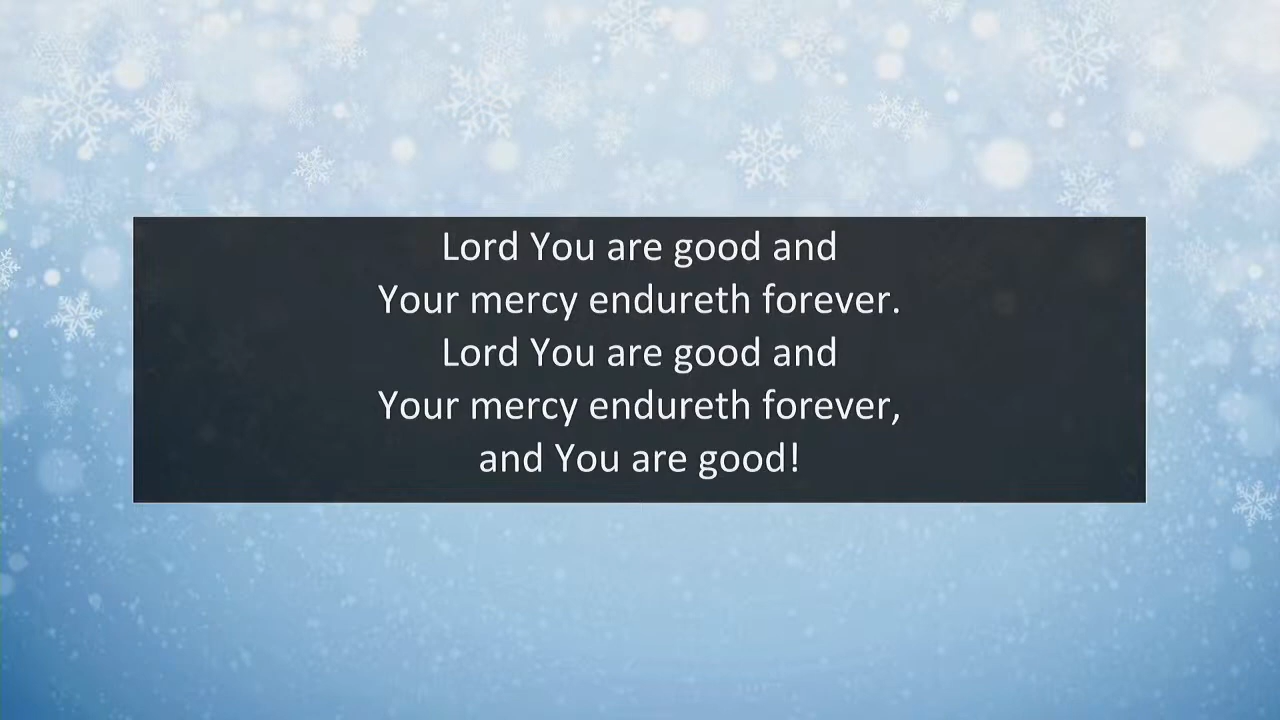 Lord You are good and
Your mercy endureth forever.
Lord You are good and
Your mercy endureth forever,
and You are good!